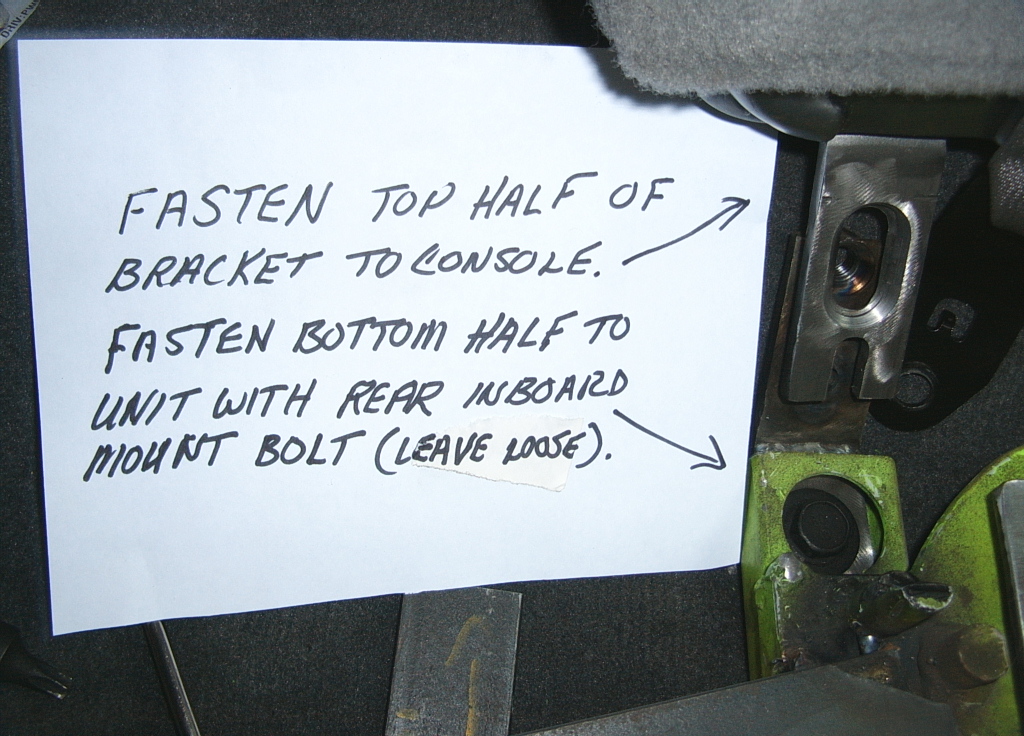 FASTEN TOP HALF OF
BRACKET TO CONSOLE.
FASTEN BOTTOM HALF TO
UNIT WITH REAR INBOARD
MOUNT BOLT (LEAVE LOOSE).